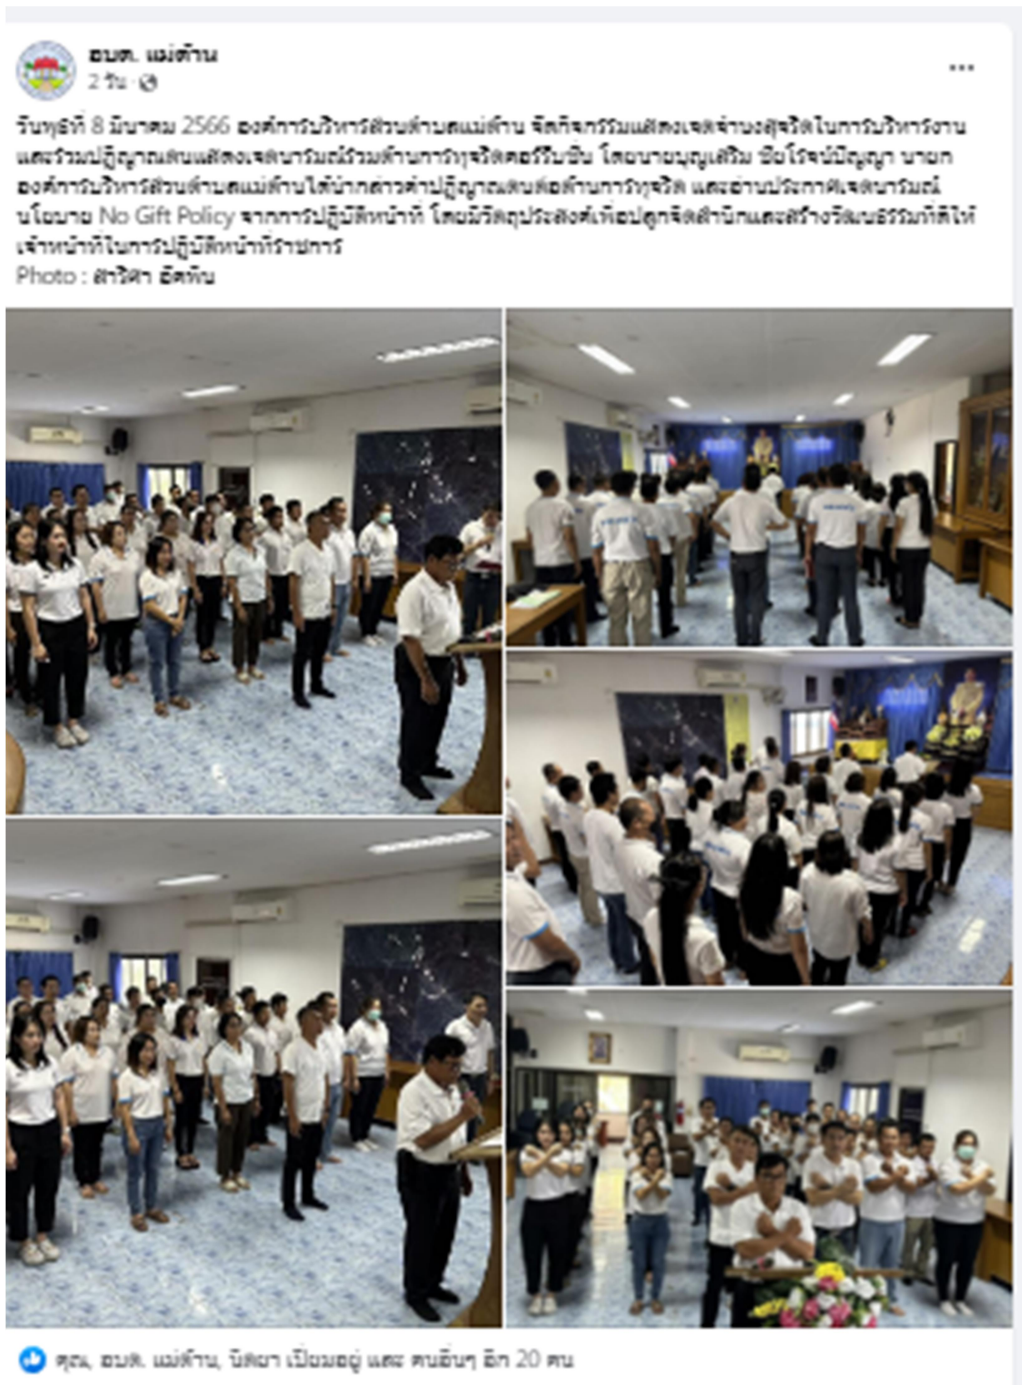 อบต. แม่ต้าน
2 วัน ·
วันพุธที่ 8 มีนาคม 2566 องค์การบริหารส่วนตำบลแม่ต้าน จัดกิจกรรมแสดงเจตจำนงสุจริตในการบริหารงาน
และร่วมปฏิญาณตนแสดงเจตนารมณ์ร่วมต้านการทุจริตคอร์รัปชั่น โดยนายบุญเสริม ชัยโรจน์ปัญญา นายก
องค์การบริหารส่วนตำบลแม่ต้านได้นำกล่าวคำปฏิญาณตนต่อต้านการทุจริต และอ่านประกาศเจตนารมณ์
นโยบาย No Gift Policy จากการปฏิบัติหน้าที่ โดยมีวัตถุประสงค์เพื่อปลูกจิตสำนึกและสร้างวัฒนธรรมที่ดีให้
เจ้าหน้าที่ในการปฏิบัติหน้าที่ราชการ
Photo : สาริศา
คุณ, อบต. แม่ต้าน, นิตยา เปี่ยมอยู่ และ คนอื่นๆ อีก 20 คน